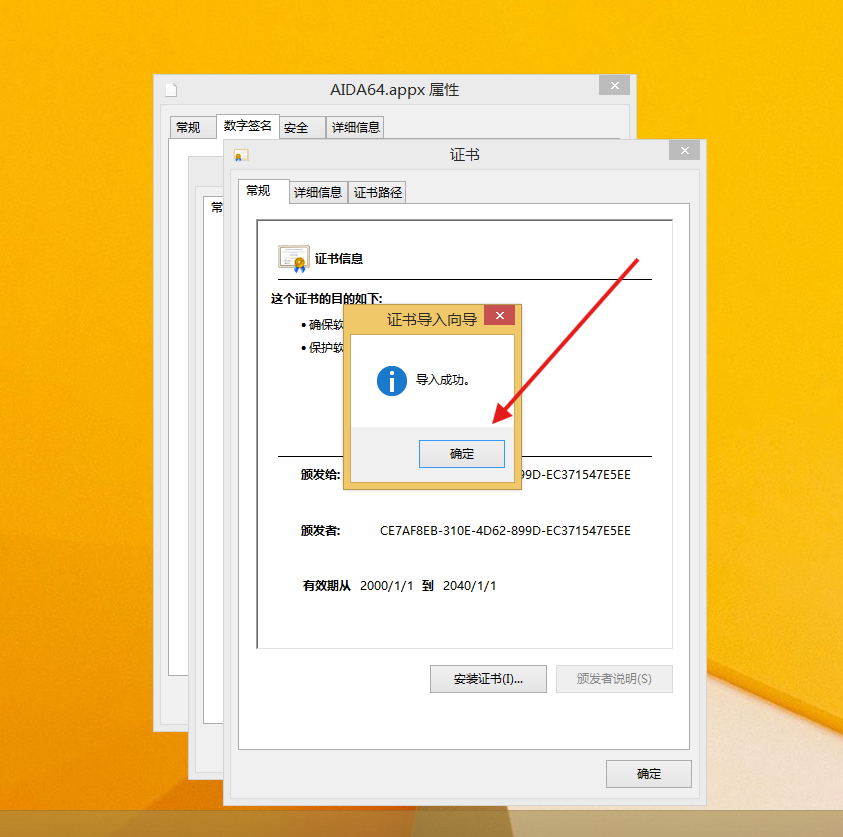 AIDA64.appx 属性
常规 数字签名 安全 详细信息
常
证书
常规 详细信息 证书路径
证书信息
这个证书的目的如下:
• 确保软
• 保护软
证书导入向导
导入成功。
确定
颁发给: 99D-EC371547E5EE
颁发者: CE7AF8EB-310E-4D62-899D-EC371547E5EE
有效期从 2000/1/1 到 2040/1/1
安装证书(I)... 颁发者说明(S)
确定